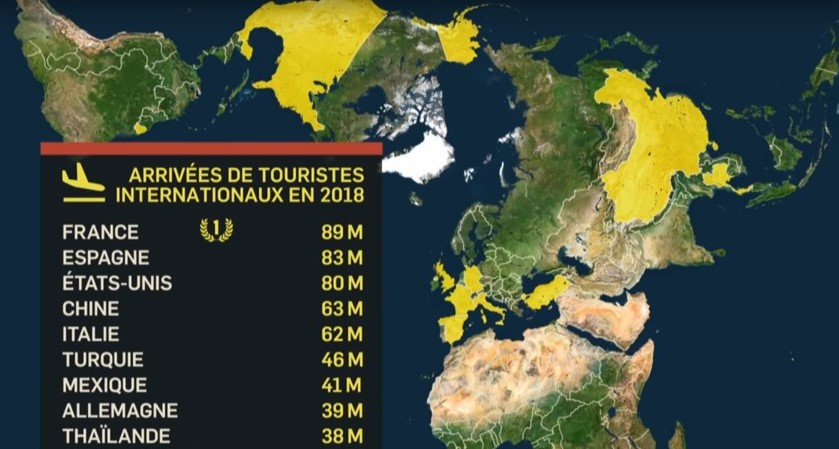 ARRIVÉES DE TOURISTES
INTERNATIONAUX EN 2018
FRANCE 1 89 M
ESPAGNE 83 M
ÉTATS-UNIS 80 M
CHINE 63 M
ITALIE 62 M
TURQUIE 46 M
MEXIQUE 41 M
ALLEMAGNE 39 M
THAÏLANDE 38 M